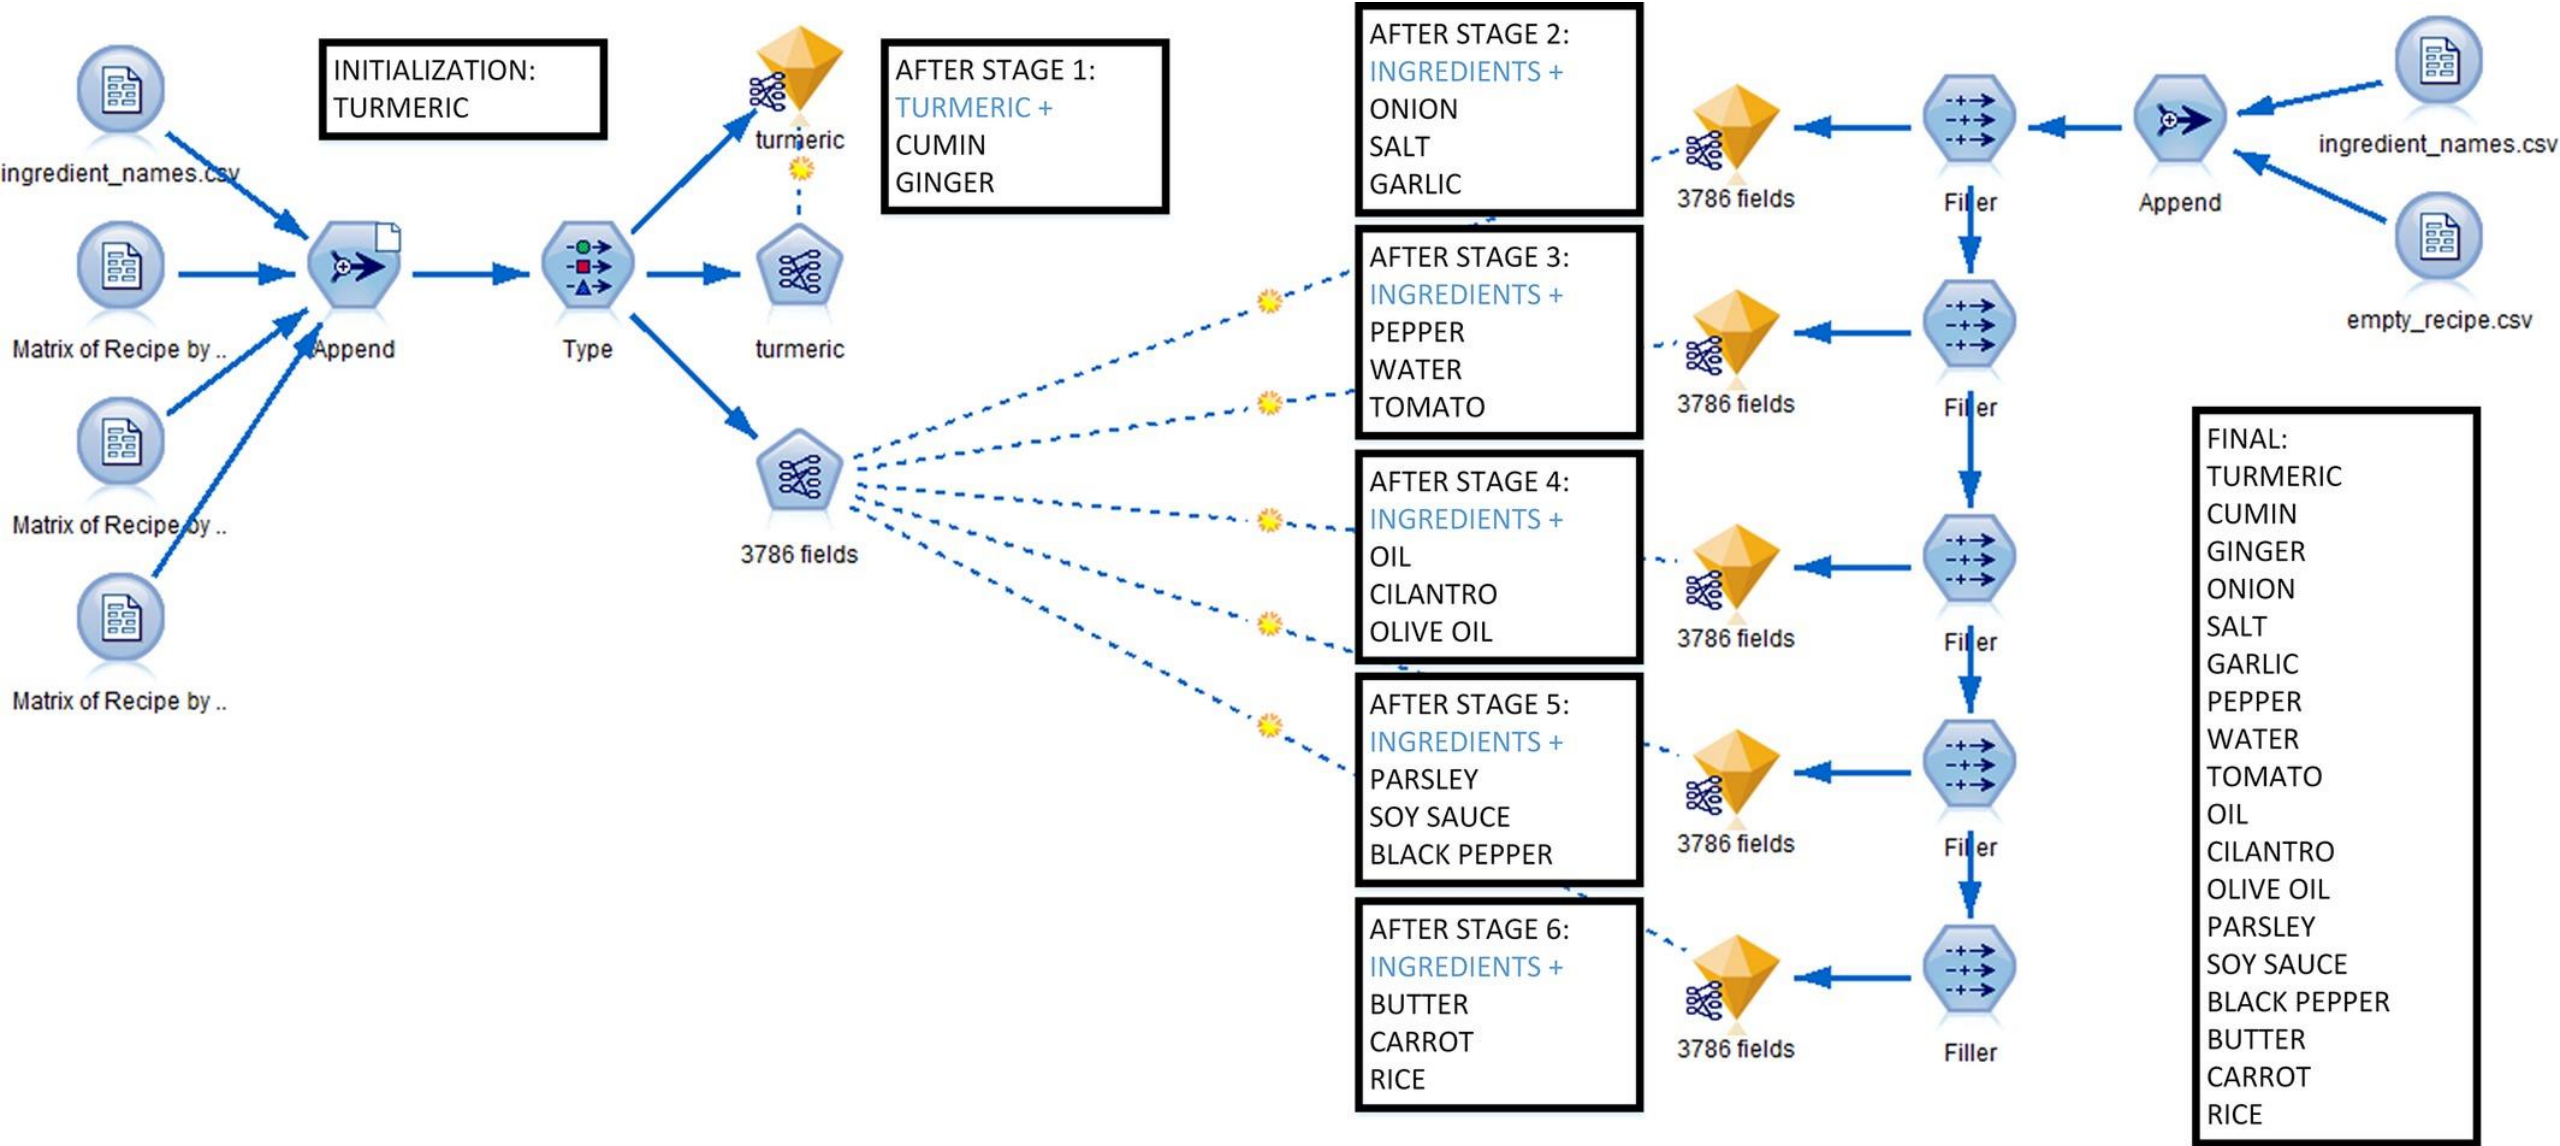 ingredient_names.csv
Matrix of Recipe by ..
Matrix of Recipe by ..
Matrix of Recipe by ..
INITIALIZATION:
TURMERIC
Append
Type
turmeric
turmeric
3786 fields
AFTER STAGE 1:
TURMERIC +
CUMIN
GINGER
AFTER STAGE 2:
INGREDIENTS +
ONION
SALT
GARLIC
AFTER STAGE 3:
INGREDIENTS +
PEPPER
WATER
TOMATO
AFTER STAGE 4:
INGREDIENTS +
OIL
CILANTRO
OLIVE OIL
AFTER STAGE 5:
INGREDIENTS +
PARSLEY
SOY SAUCE
BLACK PEPPER
AFTER STAGE 6:
INGREDIENTS +
BUTTER
CARROT
RICE
3786 fields
3786 fields
3786 fields
3786 fields
3786 fields
Filler
Filler
Filler
Filler
Filler
Append
ingredient_names.csv
empty_recipe.csv
FINAL:
TURMERIC
CUMIN
GINGER
ONION
SALT
GARLIC
PEPPER
WATER
TOMATO
OIL
CILANTRO
OLIVE OIL
PARSLEY
SOY SAUCE
BLACK PEPPER
BUTTER
CARROT
RICE